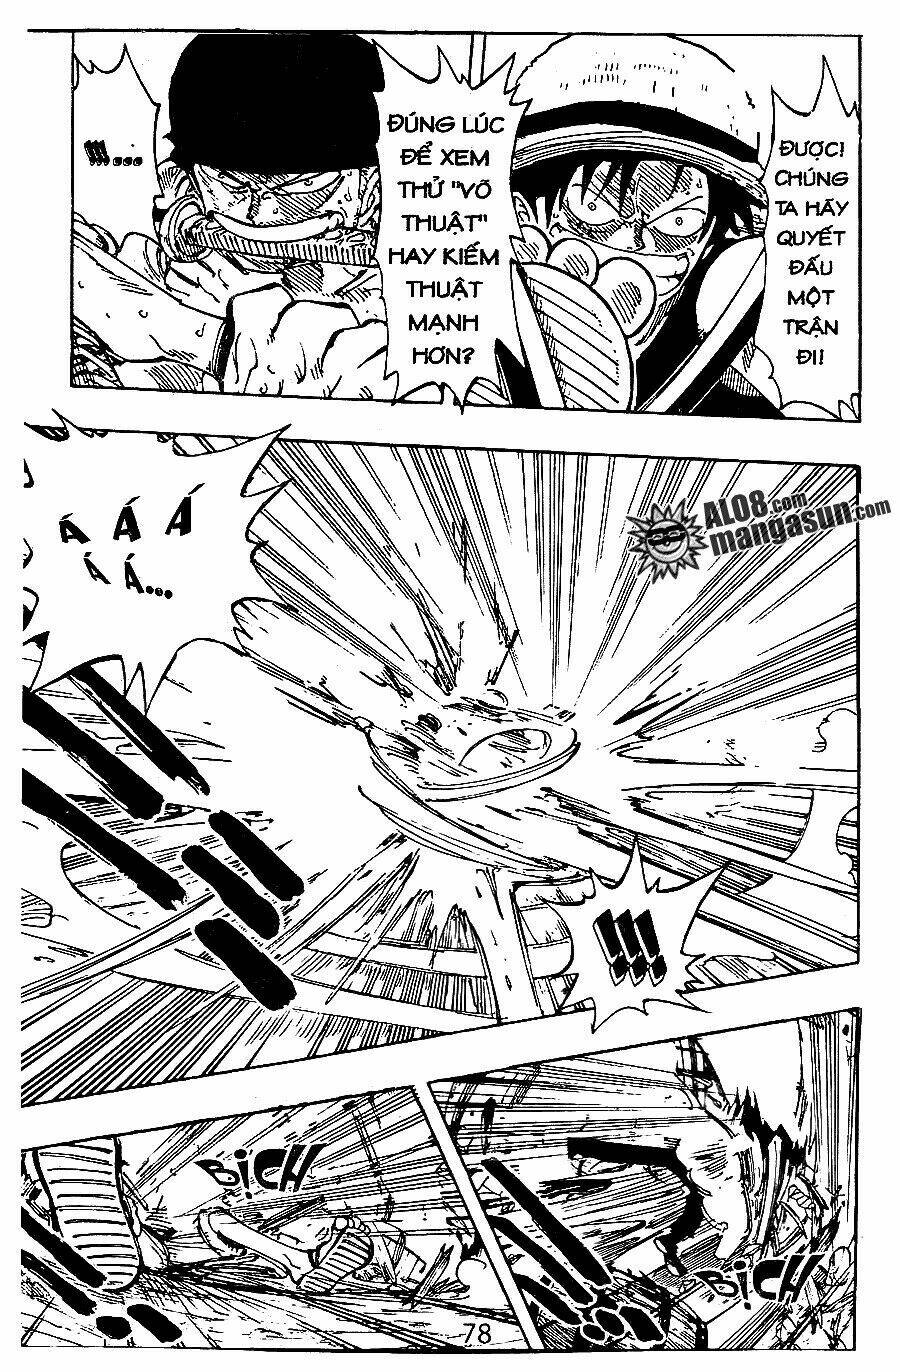 ĐƯỢC!
CHÚNG
TA HÃY
QUYẾT
ĐẤU
MỘT
TRẬN
ĐI!
ĐÚNG LÚC
ĐỂ XEM
THỬ "VÕ
THUẬT"
HAY KIẾM
THUẬT
MẠNH
HƠN?
!!!...
AL08.com
mangasun.com
Á Á Á
Á Á...
!!!
BỊCH
BỊCH
78